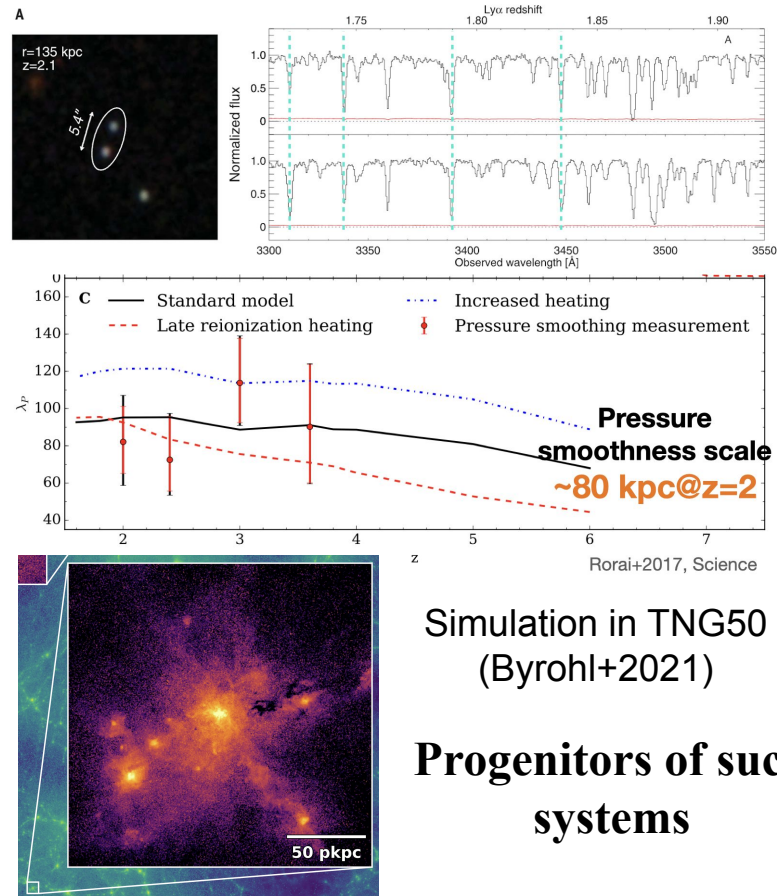 A
r=135 kpc
z=2.1
5.4"
Lyα redshift
1.75 1.80 1.85 1.90
A
Normalized flux
1.0
0.5
0
1.0
0.5
0
3300 3350 3400 3450 3500 3550
Observed wavelength [Å]
0
C
Standard model
Late reionization heating
Increased heating
Pressure smoothing measurement
λP
160
140
120
100
80
60
40
2 3 4 5 6 7
z
Pressure
smoothness scale
~80 kpc@z=2
Rorai+2017, Science
50 pkpc
Simulation in TNG50
(Byrohl+2021)
Progenitors of suc
systems